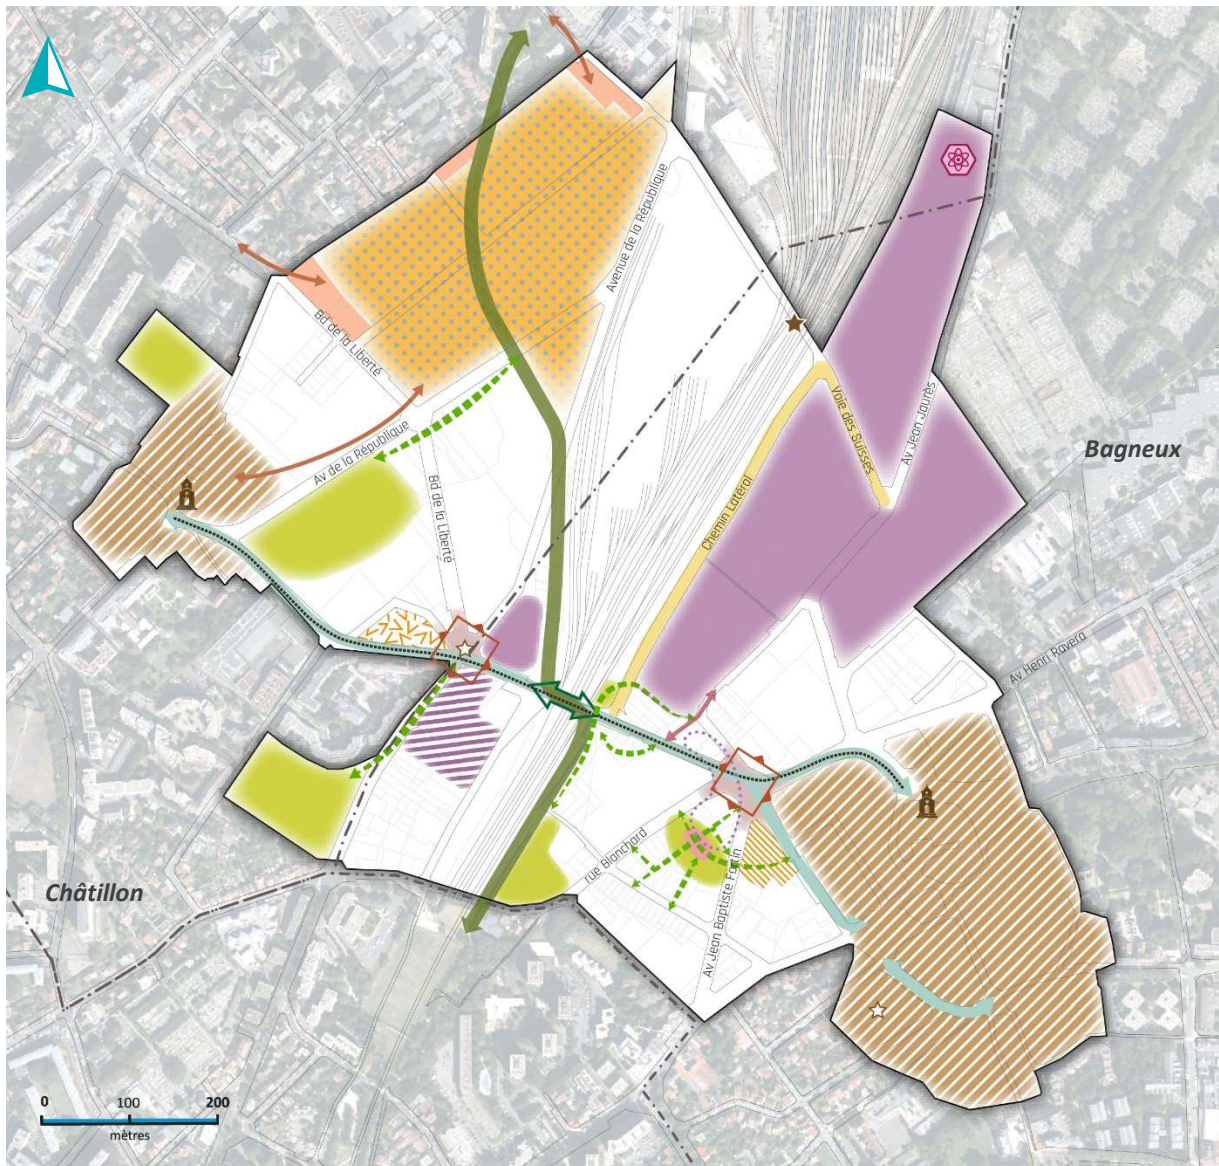 Avenue de la République
Bd de la Liberté
Av de la République
Bd de la Liberté
Voie des Suisses
Av Jean Jaurès
Bagneux
Chemin Latéral
Av Henri Ravera
rue Blanchard
Av Jean Baptiste Fortin
Châtillon
0 100 200
mètres